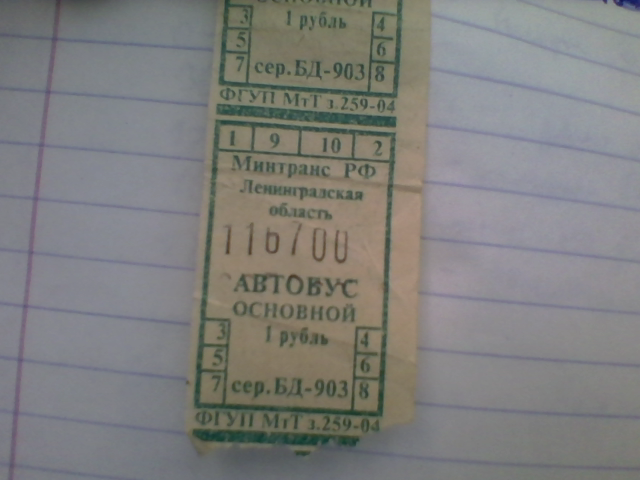 ОСНОВНОЙ
3 1 рубль 4
5 6
7 сер.БД-903 8
ФГУП МтТ з.259-04
1 9 10 2
Минтранс РФ
Ленинградская
область
116700
АВТОБУС
ОСНОВНОЙ
3 1 рубль 4
5 6
7 сер.БД-903 8
ФГУП МтТ з.259-04